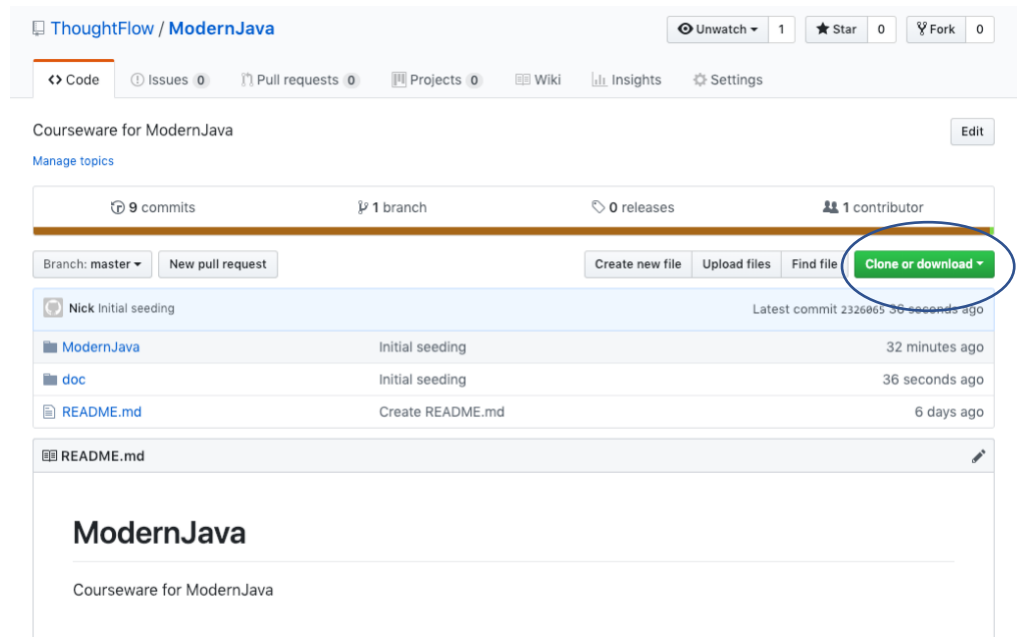 ThoughtFlow / ModernJava
Unwatch 1 Star 0 Fork 0
Code Issues 0 Pull requests 0 Projects 0 Wiki Insights Settings
Courseware for ModernJava Edit
Manage topics
9 commits 1 branch 0 releases 1 contributor
Branch: master New pull request Create new file Upload files Find file Clone or download
Nick Initial seeding Latest commit 2326065 36 seconds ago
ModernJava Initial seeding 32 minutes ago
doc Initial seeding 36 seconds ago
README.md Create README.md 6 days ago
README.md
ModernJava
Courseware for ModernJava